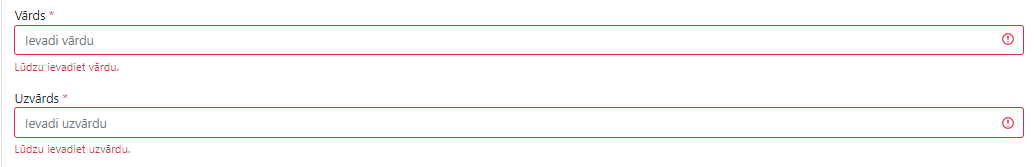 Vārds *
Ievadi vārdu
Lūdzu ievadiet vārdu.
Uzvārds *
Ievadi uzvārdu
Lūdzu ievadiet uzvārdu.